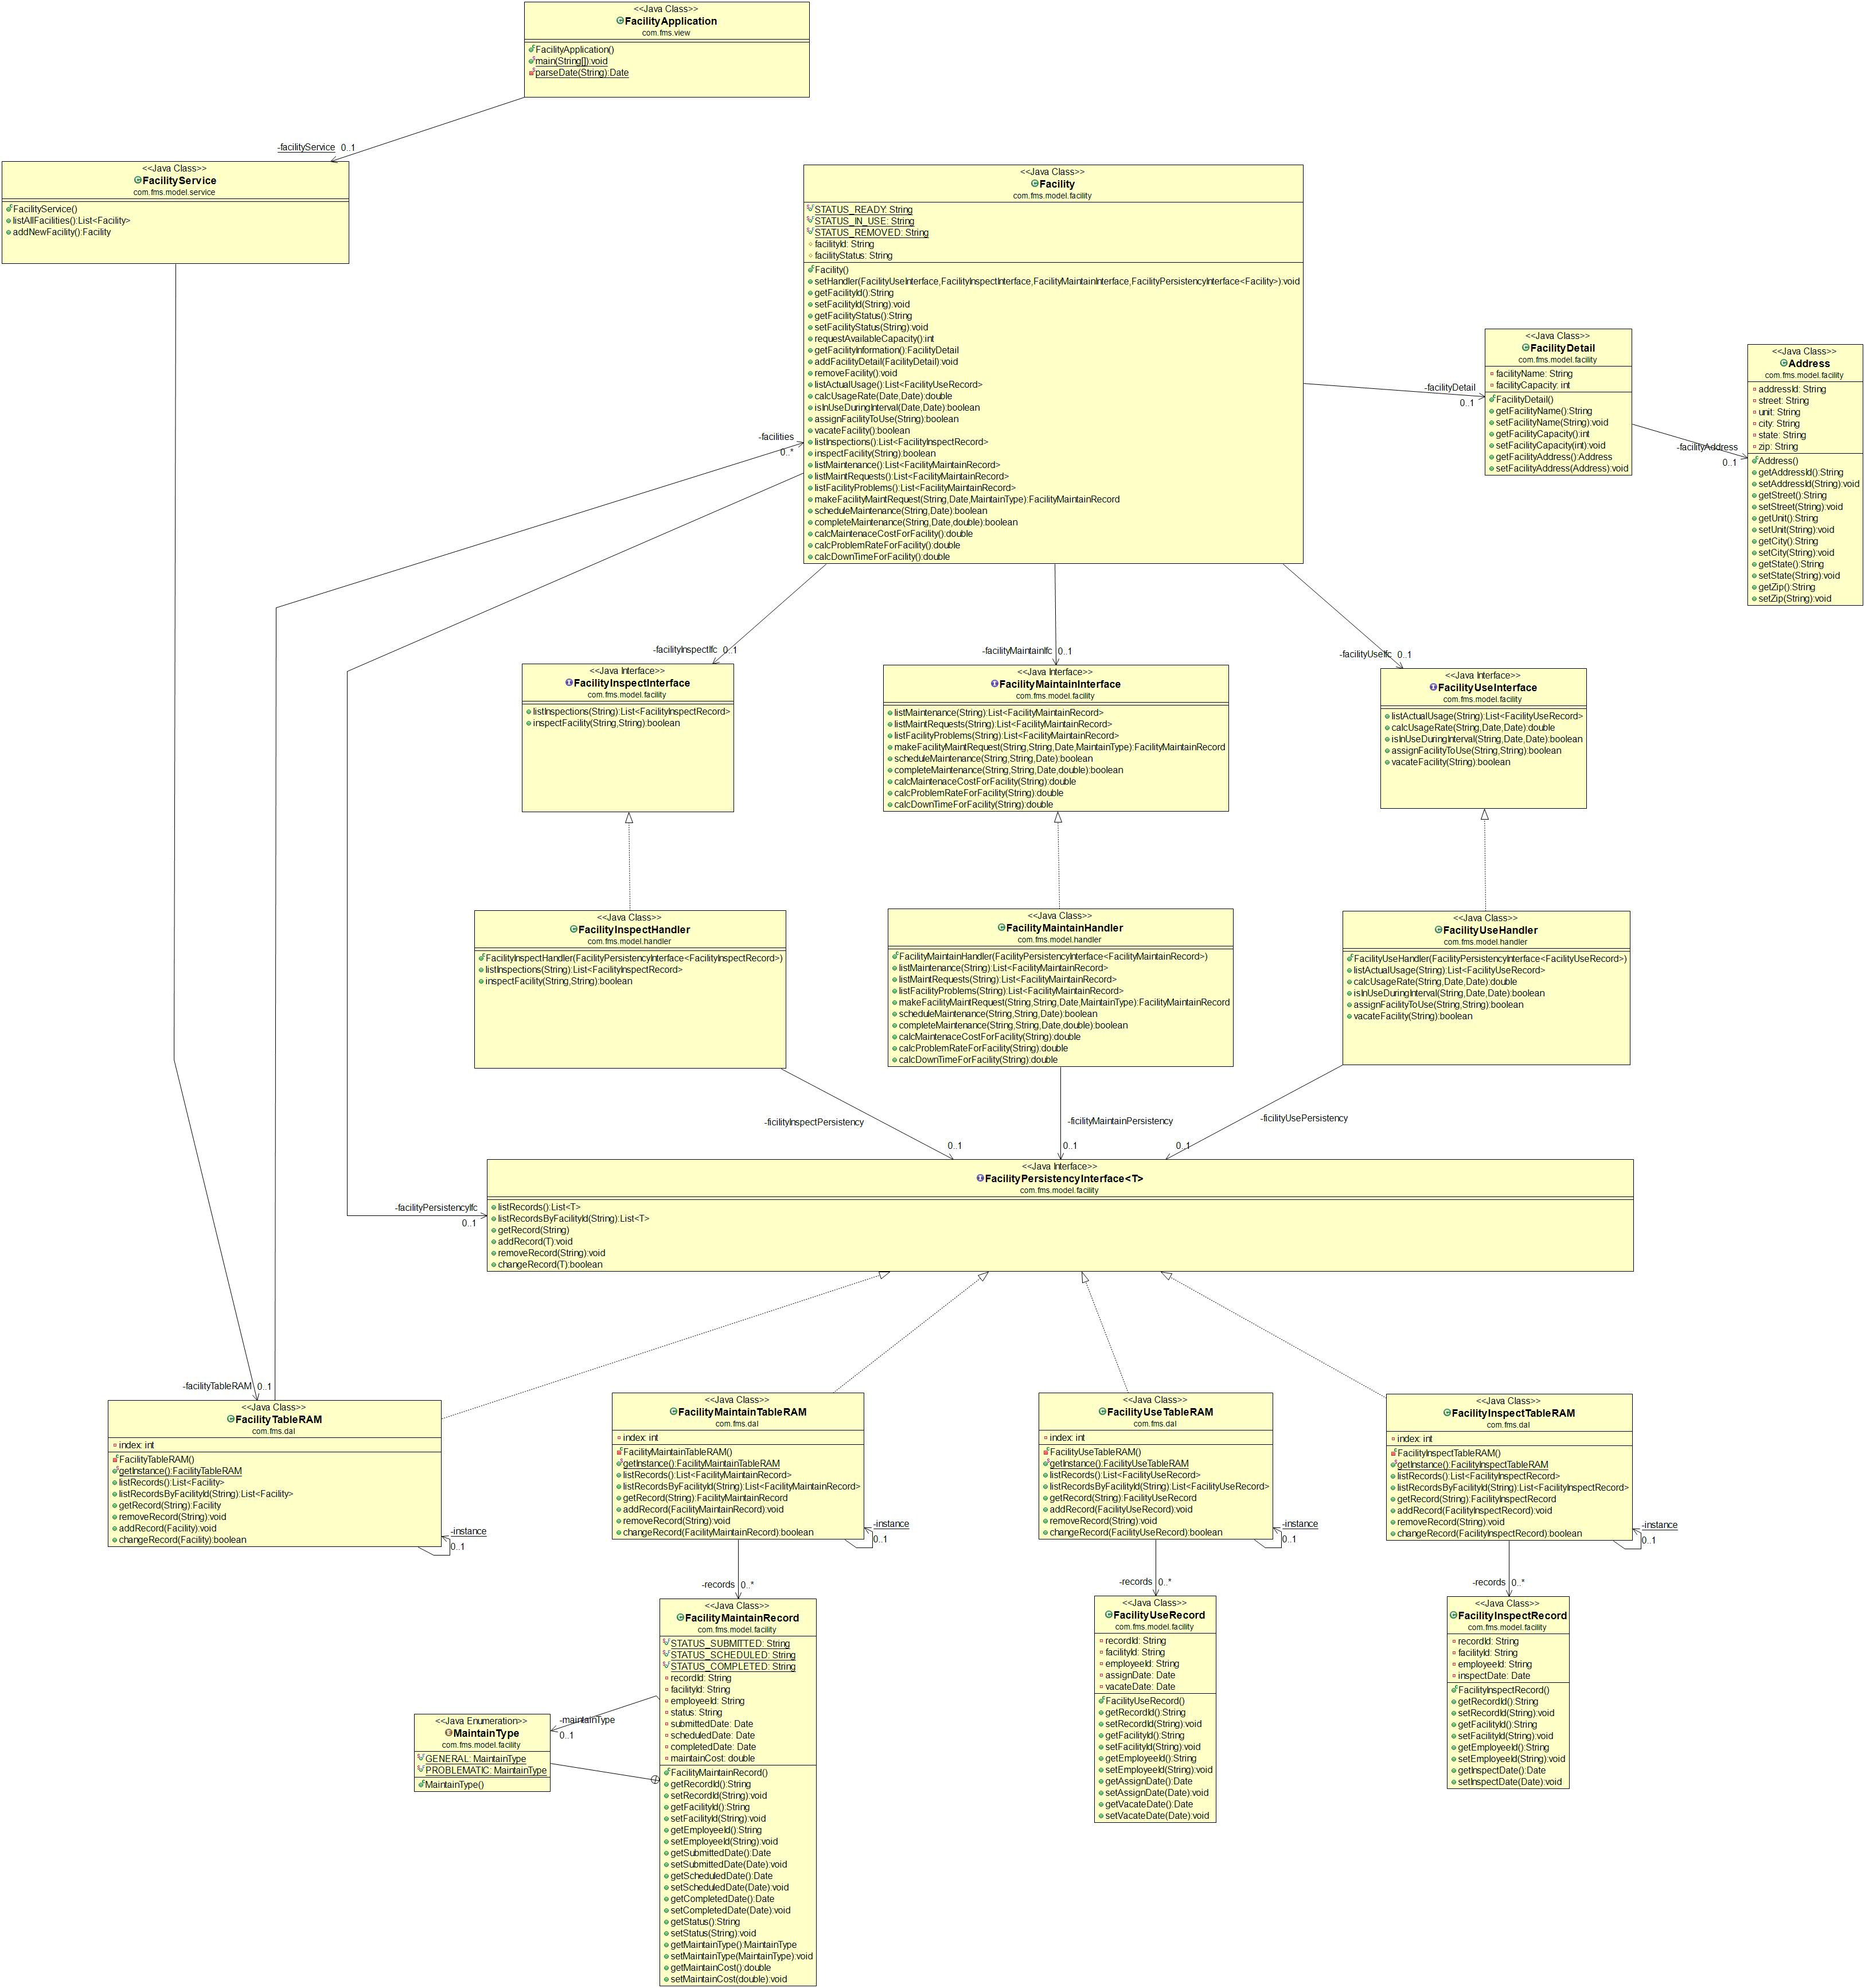 <<Java Class>>
FacilityApplication
com.fms.view
FacilityApplication()
main(String[]):void
parseDate(String):Date
-facilityService 0..1
<<Java Class>>
FacilityService
com.fms.model.service
FacilityService()
listAllFacilities():List<Facility>
addNewFacility():Facility
<<Java Class>>
Facility
com.fms.model.facility
STATUS_READY: String
STATUS_IN_USE: String
STATUS_REMOVED: String
facilityId: String
facilityStatus: String
Facility()
setHandler(FacilityUseInterface,FacilityInspectInterface,FacilityMaintainInterface,FacilityPersistencyInterface<Facility>):void
getFacilityId():String
setFacilityId(String):void
getFacilityStatus():String
setFacilityStatus(String):void
requestAvailableCapacity():int
getFacilityInformation():FacilityDetail
addFacilityDetail(FacilityDetail):void
removeFacility():void
listActualUsage():List<FacilityUseRecord>
calcUsageRate(Date,Date):double
isInUseDuringInterval(Date,Date):boolean
assignFacilityToUse(String):boolean
vacateFacility():boolean
listInspections():List<FacilityInspectRecord>
inspectFacility(String):boolean
listMaintenance():List<FacilityMaintainRecord>
listMaintRequests():List<FacilityMaintainRecord>
listFacilityProblems():List<FacilityMaintainRecord>
makeFacilityMaintRequest(String,Date,MaintainType):FacilityMaintainRecord
scheduleMaintenance(String,Date):boolean
completeMaintenance(String,Date,double):boolean
calcMaintenaceCostForFacility():double
calcProblemRateForFacility():double
calcDownTimeForFacility():double
-facilities
0..*
-facilityDetail
0..1
<<Java Class>>
FacilityDetail
com.fms.model.facility
facilityName: String
facilityCapacity: int
FacilityDetail()
getFacilityName():String
setFacilityName(String):void
getFacilityCapacity():int
setFacilityCapacity(int):void
getFacilityAddress():Address
setFacilityAddress(Address):void
-facilityAddress
0..1
<<Java Class>>
Address
com.fms.model.facility
addressId: String
street: String
unit: String
city: String
state: String
zip: String
Address()
getAddressId():String
setAddressId(String):void
getStreet():String
setStreet(String):void
getUnit():String
setUnit(String):void
getCity():String
setCity(String):void
getState():String
setState(String):void
getZip():String
setZip(String):void
-facilityInspectIfc 0..1
-facilityMaintainIfc 0..1
-facilityUseIfc 0..1
<<Java Interface>>
FacilityInspectInterface
com.fms.model.facility
listInspections(String):List<FacilityInspectRecord>
inspectFacility(String,String):boolean
<<Java Interface>>
FacilityMaintainInterface
com.fms.model.facility
listMaintenance(String):List<FacilityMaintainRecord>
listMaintRequests(String):List<FacilityMaintainRecord>
listFacilityProblems(String):List<FacilityMaintainRecord>
makeFacilityMaintRequest(String,String,Date,MaintainType):FacilityMaintainRecord
scheduleMaintenance(String,String,Date):boolean
completeMaintenance(String,String,Date,double):boolean
calcMaintenaceCostForFacility(String):double
calcProblemRateForFacility(String):double
calcDownTimeForFacility(String):double
<<Java Interface>>
FacilityUseInterface
com.fms.model.facility
listActualUsage(String):List<FacilityUseRecord>
calcUsageRate(String,Date,Date):double
isInUseDuringInterval(String,Date,Date):boolean
assignFacilityToUse(String,String):boolean
vacateFacility(String):boolean
<<Java Class>>
FacilityInspectHandler
com.fms.model.handler
FacilityInspectHandler(FacilityPersistencyInterface<FacilityInspectRecord>)
listInspections(String):List<FacilityInspectRecord>
inspectFacility(String,String):boolean
<<Java Class>>
FacilityMaintainHandler
com.fms.model.handler
FacilityMaintainHandler(FacilityPersistencyInterface<FacilityMaintainRecord>)
listMaintenance(String):List<FacilityMaintainRecord>
listMaintRequests(String):List<FacilityMaintainRecord>
listFacilityProblems(String):List<FacilityMaintainRecord>
makeFacilityMaintRequest(String,String,Date,MaintainType):FacilityMaintainRecord
scheduleMaintenance(String,String,Date):boolean
completeMaintenance(String,String,Date,double):boolean
calcMaintenaceCostForFacility(String):double
calcProblemRateForFacility(String):double
calcDownTimeForFacility(String):double
<<Java Class>>
FacilityUseHandler
com.fms.model.handler
FacilityUseHandler(FacilityPersistencyInterface<FacilityUseRecord>)
listActualUsage(String):List<FacilityUseRecord>
calcUsageRate(String,Date,Date):double
isInUseDuringInterval(String,Date,Date):boolean
assignFacilityToUse(String,String):boolean
vacateFacility(String):boolean
-ficilityInspectPersistency
0..1
-ficilityMaintainPersistency
0..1
-ficilityUsePersistency
0..1
<<Java Interface>>
FacilityPersistencyInterface<T>
com.fms.model.facility
listRecords():List<T>
listRecordsByFacilityId(String):List<T>
getRecord(String)
addRecord(T):void
removeRecord(String):void
changeRecord(T):boolean
-facilityPersistencyIfc
0..1
-facilityTableRAM 0..1
<<Java Class>>
FacilityTableRAM
com.fms.dal
index: int
FacilityTableRAM()
getInstance():FacilityTableRAM
listRecords():List<Facility>
listRecordsByFacilityId(String):List<Facility>
getRecord(String):Facility
removeRecord(String):void
addRecord(Facility):void
changeRecord(Facility):boolean
-instance
0..1
<<Java Class>>
FacilityMaintainTableRAM
com.fms.dal
index: int
FacilityMaintainTableRAM()
getInstance():FacilityMaintainTableRAM
listRecords():List<FacilityMaintainRecord>
listRecordsByFacilityId(String):List<FacilityMaintainRecord>
getRecord(String):FacilityMaintainRecord
addRecord(FacilityMaintainRecord):void
removeRecord(String):void
changeRecord(FacilityMaintainRecord):boolean
-instance
0..1
<<Java Class>>
FacilityUseTableRAM
com.fms.dal
index: int
FacilityUseTableRAM()
getInstance():FacilityUseTableRAM
listRecords():List<FacilityUseRecord>
listRecordsByFacilityId(String):List<FacilityUseRecord>
getRecord(String):FacilityUseRecord
addRecord(FacilityUseRecord):void
removeRecord(String):void
changeRecord(FacilityUseRecord):boolean
-instance
0..1
<<Java Class>>
FacilityInspectTableRAM
com.fms.dal
index: int
FacilityInspectTableRAM()
getInstance():FacilityInspectTableRAM
listRecords():List<FacilityInspectRecord>
listRecordsByFacilityId(String):List<FacilityInspectRecord>
getRecord(String):FacilityInspectRecord
addRecord(FacilityInspectRecord):void
removeRecord(String):void
changeRecord(FacilityInspectRecord):boolean
-instance
0..1
-records 0..*
-records 0..*
-records 0..*
<<Java Class>>
FacilityMaintainRecord
com.fms.model.facility
STATUS_SUBMITTED: String
STATUS_SCHEDULED: String
STATUS_COMPLETED: String
recordId: String
facilityId: String
employeeId: String
status: String
submittedDate: Date
scheduledDate: Date
completedDate: Date
maintainCost: double
FacilityMaintainRecord()
getRecordId():String
setRecordId(String):void
getFacilityId():String
setFacilityId(String):void
getEmployeeId():String
setEmployeeId(String):void
getSubmittedDate():Date
setSubmittedDate(Date):void
getScheduledDate():Date
setScheduledDate(Date):void
getCompletedDate():Date
setCompletedDate(Date):void
getStatus():String
setStatus(String):void
getMaintainType():MaintainType
setMaintainType(MaintainType):void
getMaintainCost():double
setMaintainCost(double):void
-maintainType
0..1
<<Java Enumeration>>
MaintainType
com.fms.model.facility
GENERAL: MaintainType
PROBLEMATIC: MaintainType
MaintainType()
<<Java Class>>
FacilityUseRecord
com.fms.model.facility
recordId: String
facilityId: String
employeeId: String
assignDate: Date
vacateDate: Date
FacilityUseRecord()
getRecordId():String
setRecordId(String):void
getFacilityId():String
setFacilityId(String):void
getEmployeeId():String
setEmployeeId(String):void
getAssignDate():Date
setAssignDate(Date):void
getVacateDate():Date
setVacateDate(Date):void
<<Java Class>>
FacilityInspectRecord
com.fms.model.facility
recordId: String
facilityId: String
employeeId: String
inspectDate: Date
FacilityInspectRecord()
getRecordId():String
setRecordId(String):void
getFacilityId():String
setFacilityId(String):void
getEmployeeId():String
setEmployeeId(String):void
getInspectDate():Date
setInspectDate(Date):void